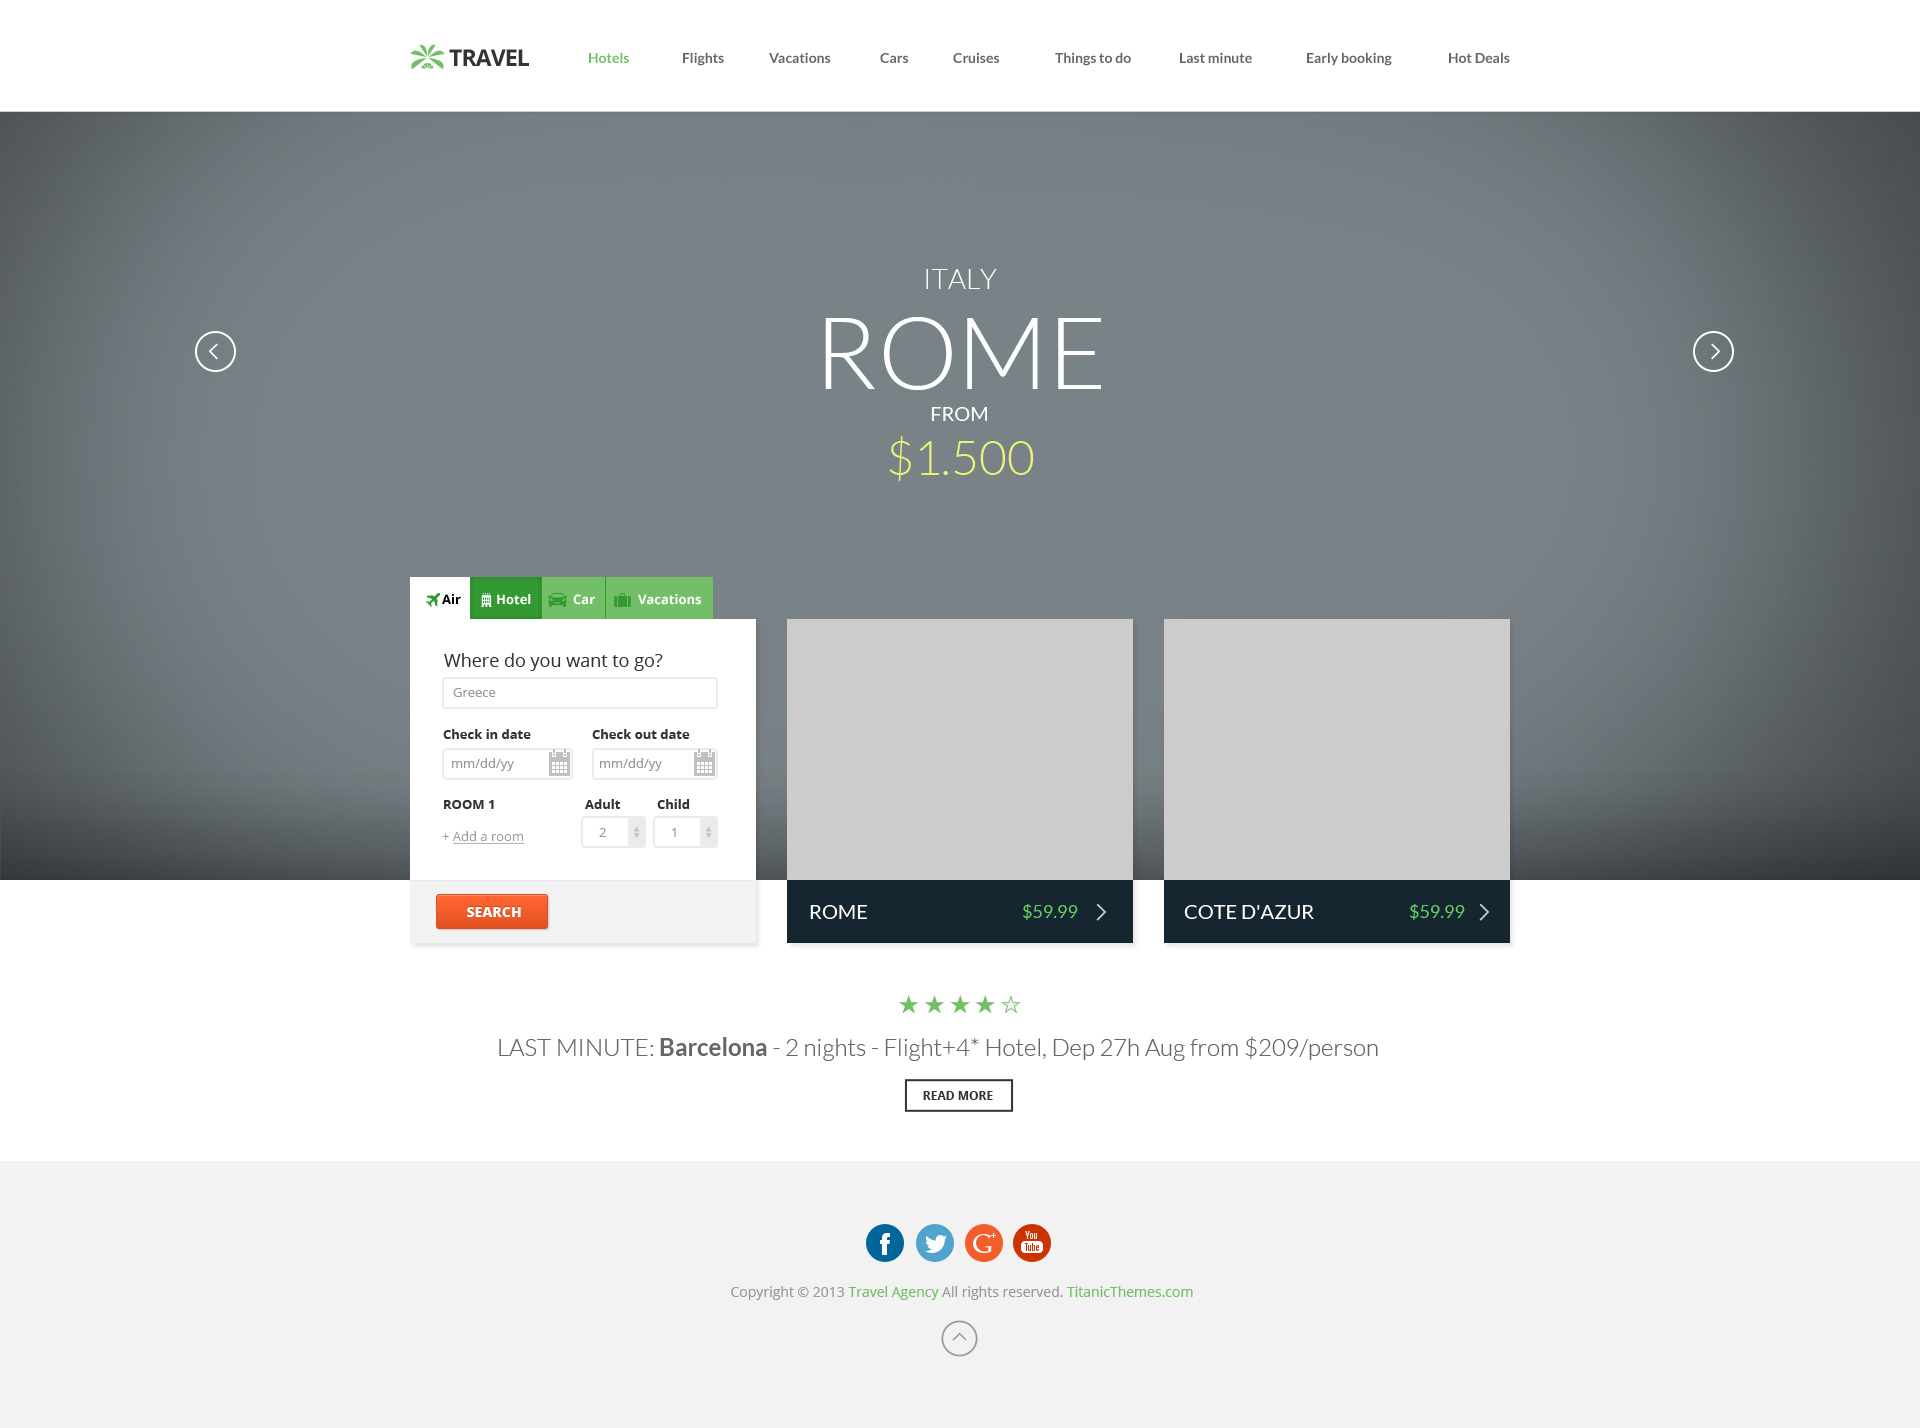 TRAVEL Hotels Flights Vacations Cars Cruises Things to do Last minute Early booking Hot Deals
ITALY
ROME
FROM
$1.500
Air Hotel Car Vacations
Where do you want to go?
Greece
Check in date Check out date
mm/dd/yy mm/dd/yy
ROOM 1 Adult Child
+ Add a room 2 1
SEARCH
ROME $59.99
COTE D'AZUR $59.99
LAST MINUTE: Barcelona - 2 nights - Flight+4* Hotel, Dep 27h Aug from $209/person
READ MORE
f G+ You Tube
Copyright © 2013 Travel Agency All rights reserved. TitanicThemes.com